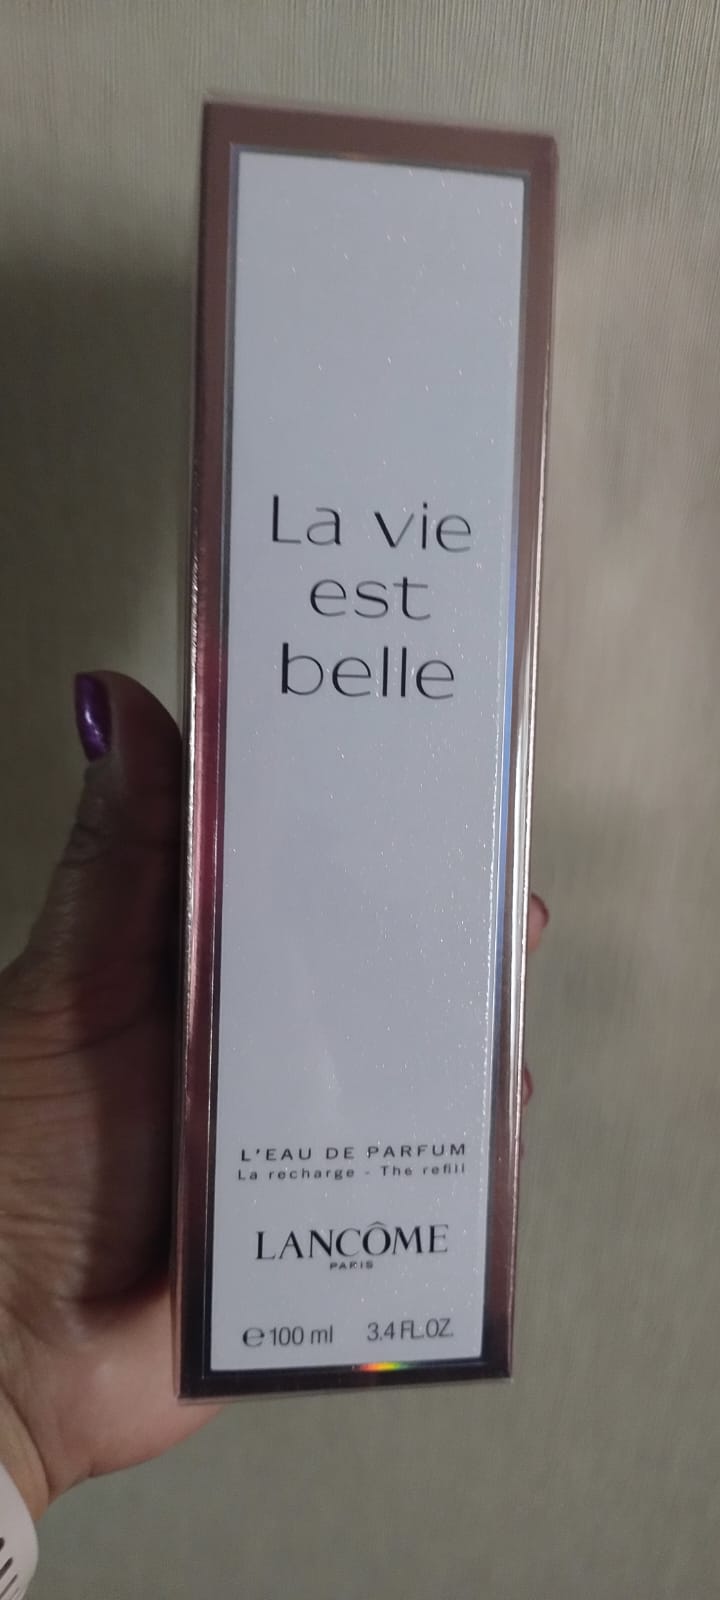 La vie
est
belle
L'EAU DE PARFUM
La recharge - The refill
LANCÔME
PARIS
℮100 ml 3.4 FL.OZ.